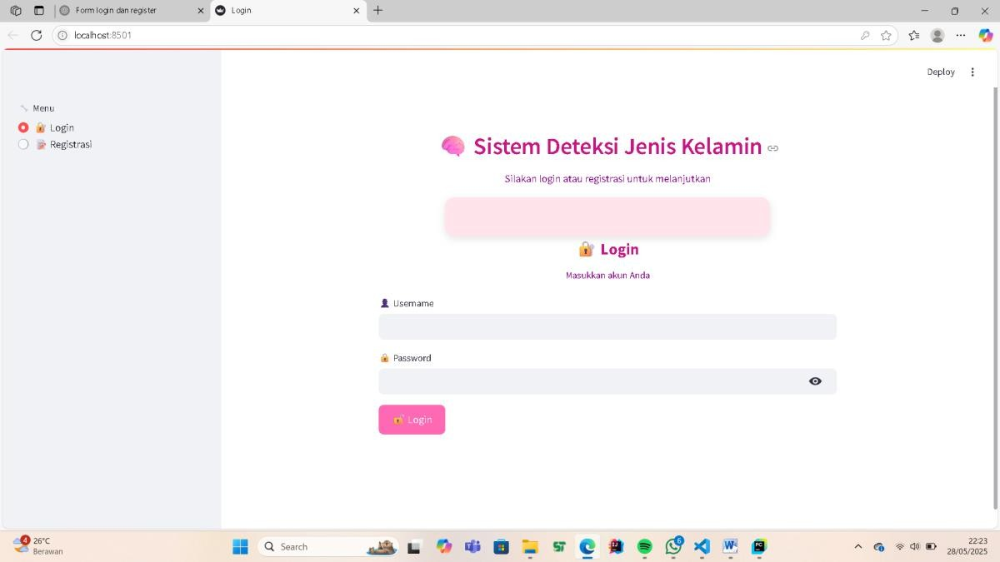 Form login dan register
Login
localhost:8501
Deploy
Menu
Login
Registrasi
Sistem Deteksi Jenis Kelamin
Silakan login atau registrasi untuk melanjutkan
Login
Masukkan akun Anda
Username
Password
Login
4
26°C
Berawan
Search
6
22:23
28/05/2025